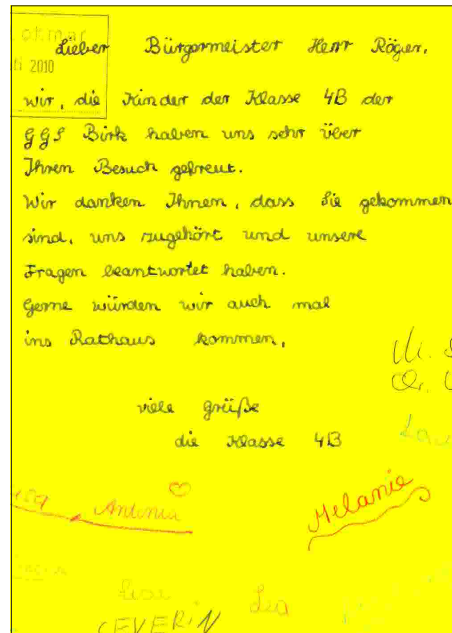 ohmar
2010
Lieber Bürgermeister Herr Röger,
wir, die Kinder der Klasse 4B der
GGS Birk haben uns sehr über
Ihren Besuch gefreut.
Wir danken Ihnen, dass Sie gekommen
sind, uns zugehört und unsere
Fragen beantwortet haben.
Gerne würden wir auch mal
ins Rathaus kommen.
viele grüße
die Klasse 4B
Antonia
Melanie
Lea
SEVERIN